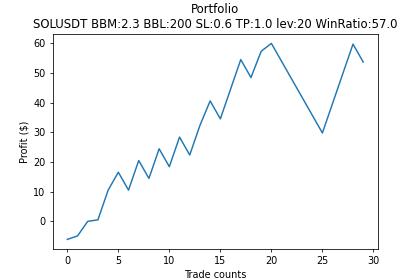 Portfolio
SOLUSDT BBM:2.3 BBL:200 SL:0.6 TP:1.0 lev:20 WinRatio:57.0
60
50
40
30
20
10
0
Profit ($)
0 5 10 15 20 25 30
Trade counts